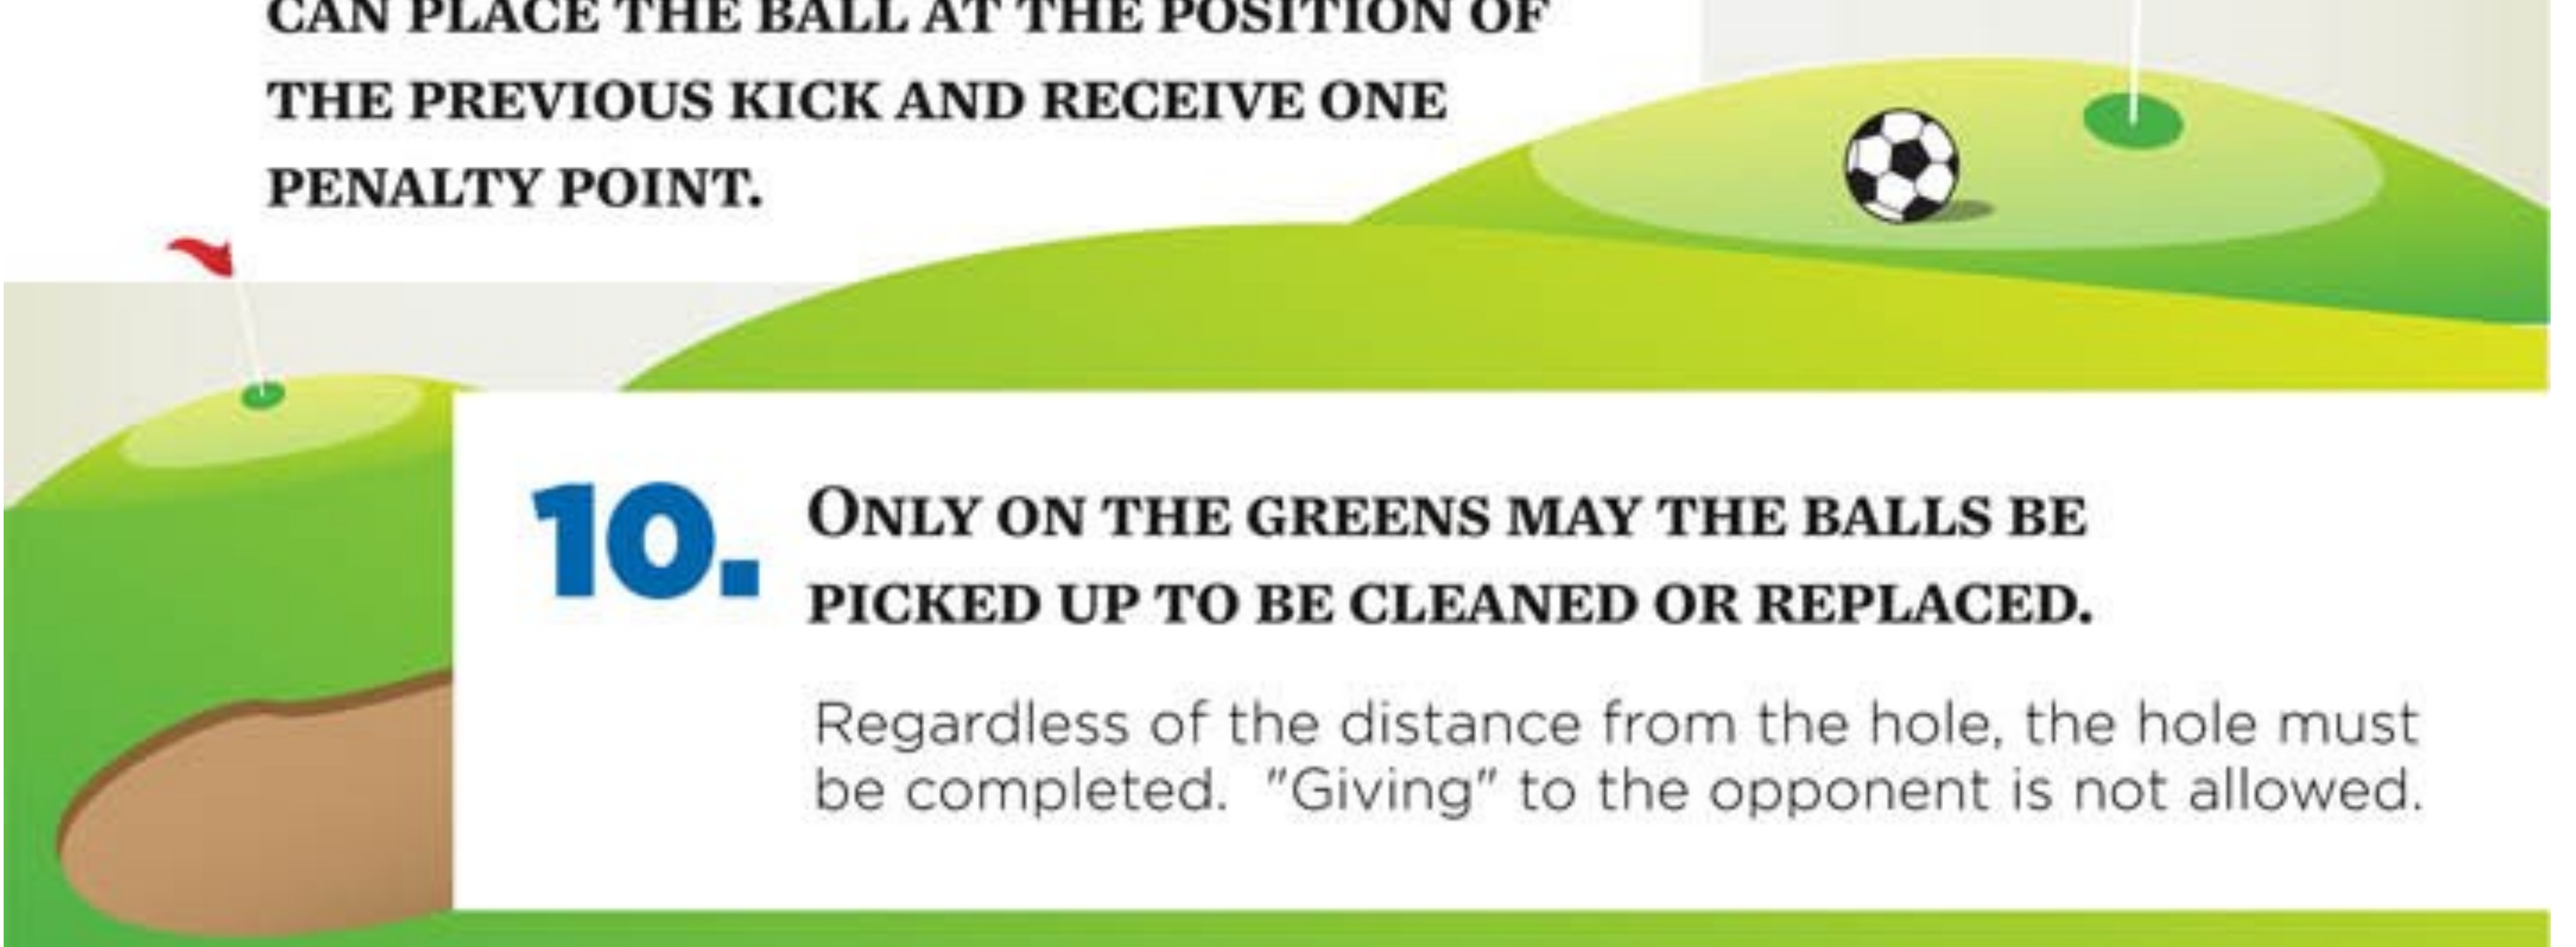 CAN PLACE THE BALL AT THE POSITION OF
THE PREVIOUS KICK AND RECEIVE ONE
PENALTY POINT.
10. ONLY ON THE GREENS MAY THE BALLS BE
PICKED UP TO BE CLEANED OR REPLACED.
Regardless of the distance from the hole, the hole must
be completed. "Giving" to the opponent is not allowed.